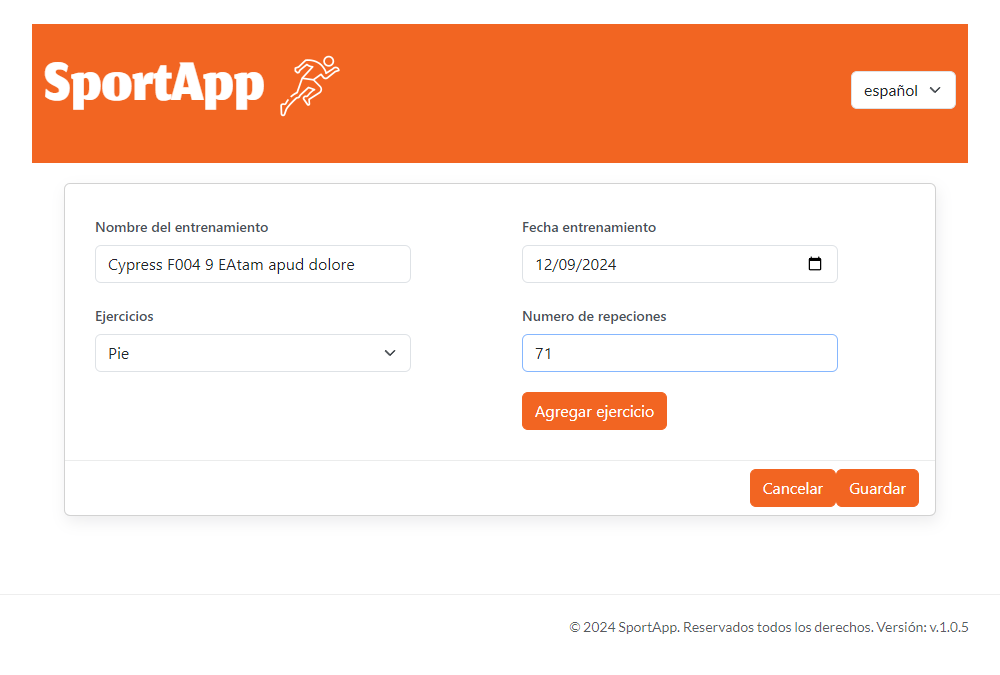 SportApp
español
Nombre del entrenamiento
Fecha entrenamiento
Cypress F004 9 EAtam apud dolore
12/09/2024
Ejercicios
Numero de repeciones
Pie
71
Agregar ejercicio
Cancelar
Guardar
© 2024 SportApp. Reservados todos los derechos. Versión: v.1.0.5